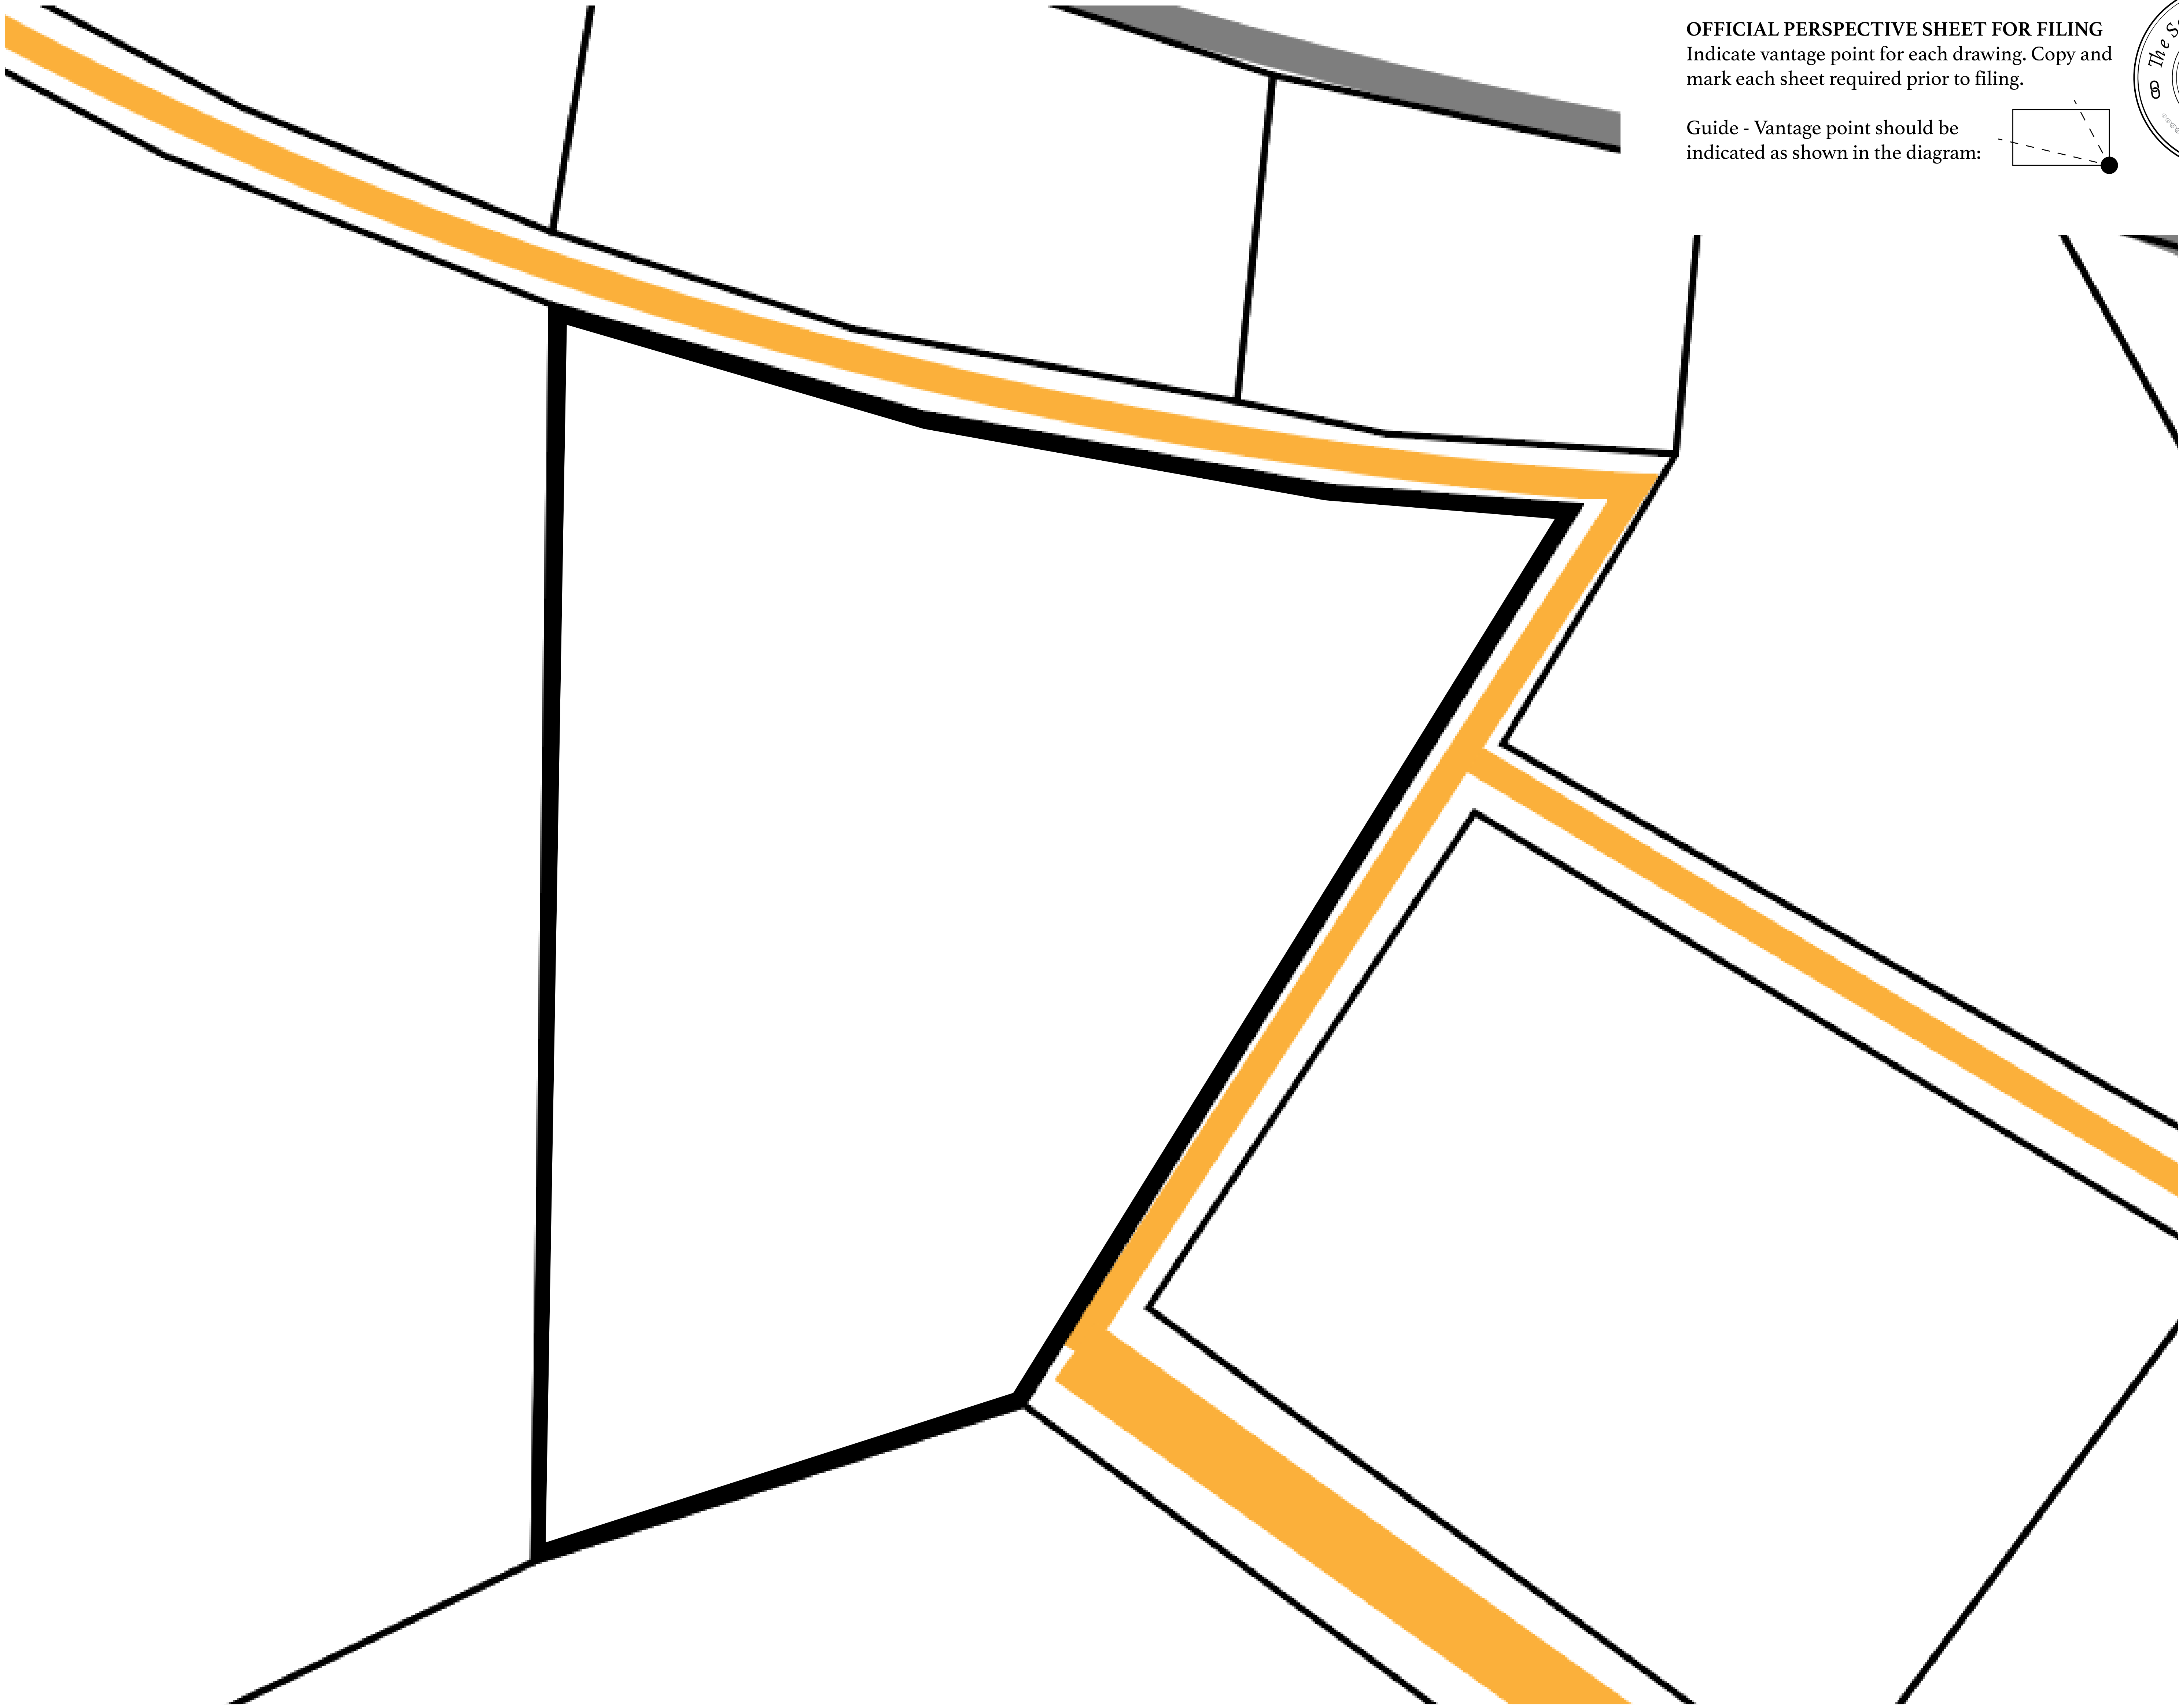 OFFICIAL PERSPECTIVE SHEET FOR FILING
Indicate vantage point for each drawing. Copy and
mark each sheet required prior to filing.
Guide - Vantage point should be
indicated as shown in the diagram:
The